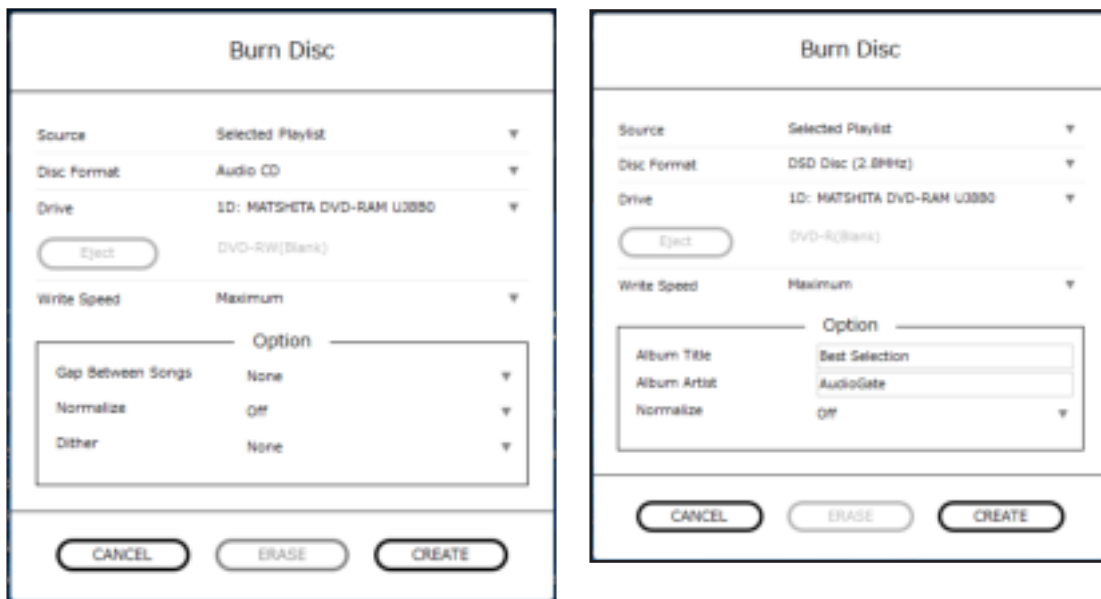 Burn Disc
Source Selected Playlist
Disc Format Audio CD
Drive 1D: MATSHITA DVD-RAM UJ8B0
Eject DVD-RW(Blank)
Write Speed Maximum
Option
Gap Between Songs None
Normalize Off
Dither None
CANCEL ERASE CREATE
Burn Disc
Source Selected Playlist
Disc Format DSD Disc (2.8MHz)
Drive 1D: MATSHITA DVD-RAM UJ8B0
Eject DVD-R(Blank)
Write Speed Maximum
Option
Album Title Best Selection
Album Artist AudioGate
Normalize Off
CANCEL ERASE CREATE